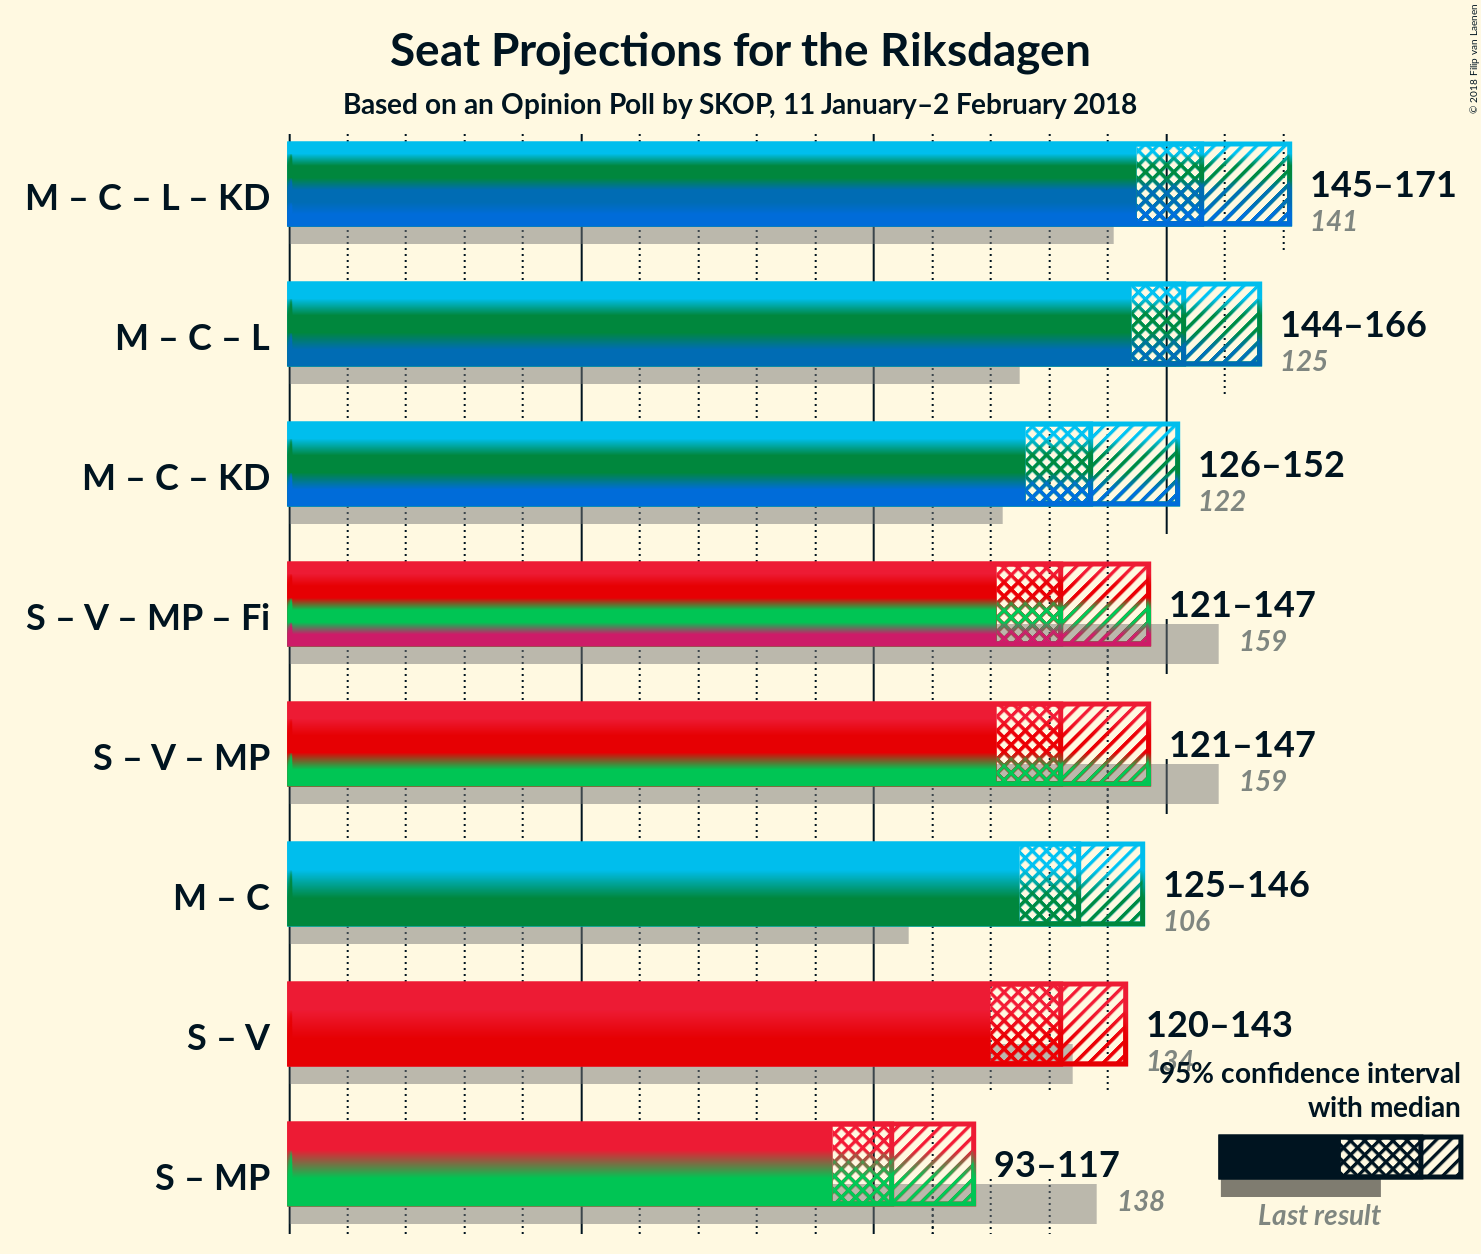 Seat Projections for the Riksdagen
Based on an Opinion Poll by SKOP, 11 January–2 February 2018
© 2018 Filip van Laenen
M – C – L – KD
145–171
141
M – C – L
144–166
125
M – C – KD
126–152
122
S – V – MP – Fi
121–147
159
S – V – MP
121–147
159
M – C
125–146
106
S – V
120–143
134
95% confidence interval
with median
S – MP
93–117
138
Last result